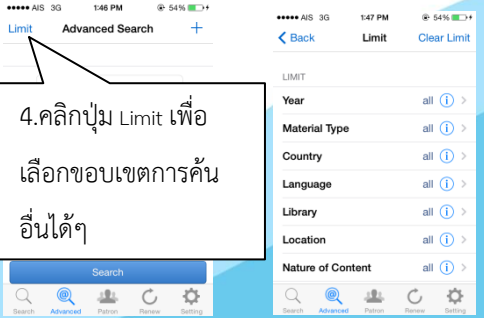 AIS 3G 1:46 PM 54%
Limit Advanced Search +
4.คลิกปุ่ม Limit เพื่อ
เลือกขอบเขตการค้น
อื่นได้ๆ
Search
Search Advanced Patron Renew Setting
AIS 3G 1:47 PM 54%
Back Limit Clear Limit
LIMIT
Year all
Material Type all
Country all
Language all
Library all
Location all
Nature of Content all
Search Advanced Patron Renew Setting